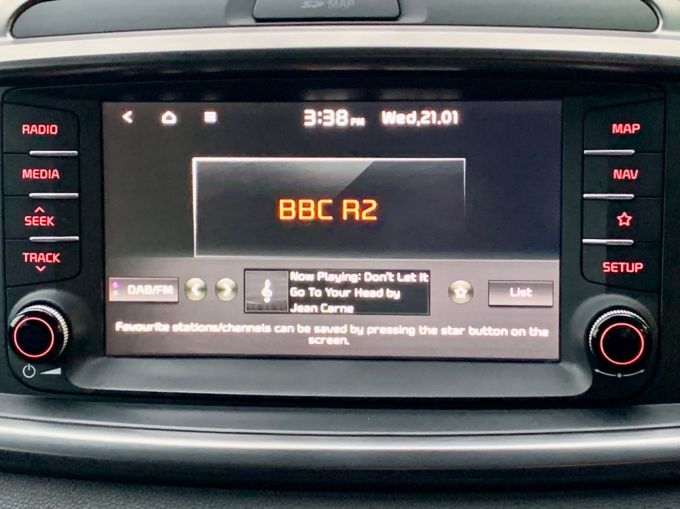 MAP
RADIO
MEDIA
SEEK
TRACK
3:38 PM Wed,21.01
BBC R2
DAB/FM
Now Playing: Don't Let It
Go To Your Head by
Jean Carne
List
Favourite stations/channels can be saved by pressing the star button on the
screen.
MAP
NAV
SETUP